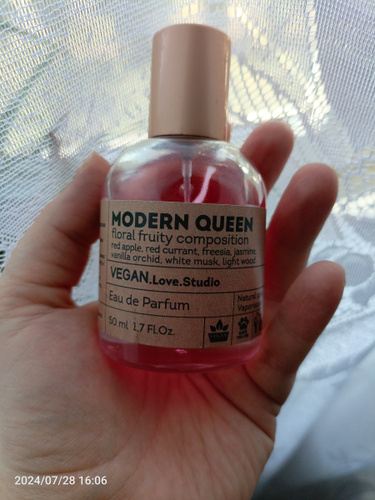 MODERN QUEEN
floral fruity composition
red apple, red currant, freesia, jasmine,
vanilla orchid, white musk, light wood
VEGAN.Love.Studio
Eau de Parfum
Natural
50 ml 1.7 Fl.Oz.
2024/07/28 16:06